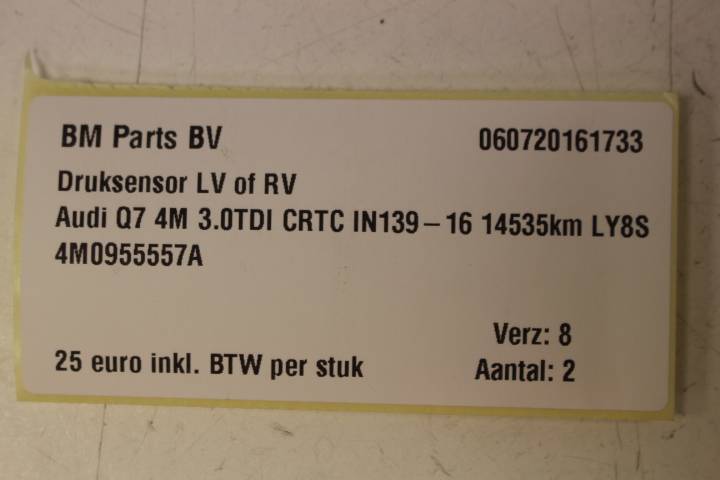 BM Parts BV 060720161733
Druksensor LV of RV
Audi Q7 4M 3.0TDI CRTC IN139-16 14535km LY8S
4M0955557A
Verz: 8
25 euro inkl. BTW per stuk Aantal: 2